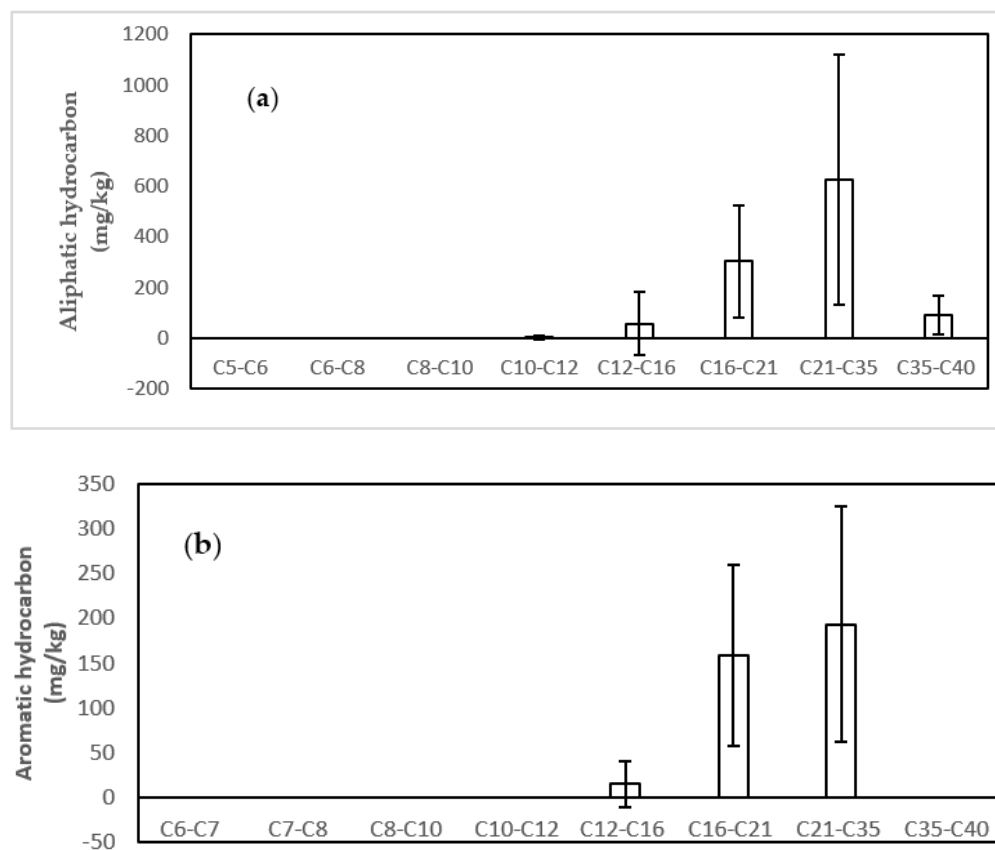 1200
1000
800
600
400
200
0
-200
Aliphatic hydrocarbon
(mg/kg)
(a)
C5-C6 C6-C8 C8-C10 C10-C12 C12-C16 C16-C21 C21-C35 C35-C40
350
300
250
200
150
100
50
0
-50
Aromatic hydrocarbon
(mg/kg)
(b)
C6-C7 C7-C8 C8-C10 C10-C12 C12-C16 C16-C21 C21-C35 C35-C40